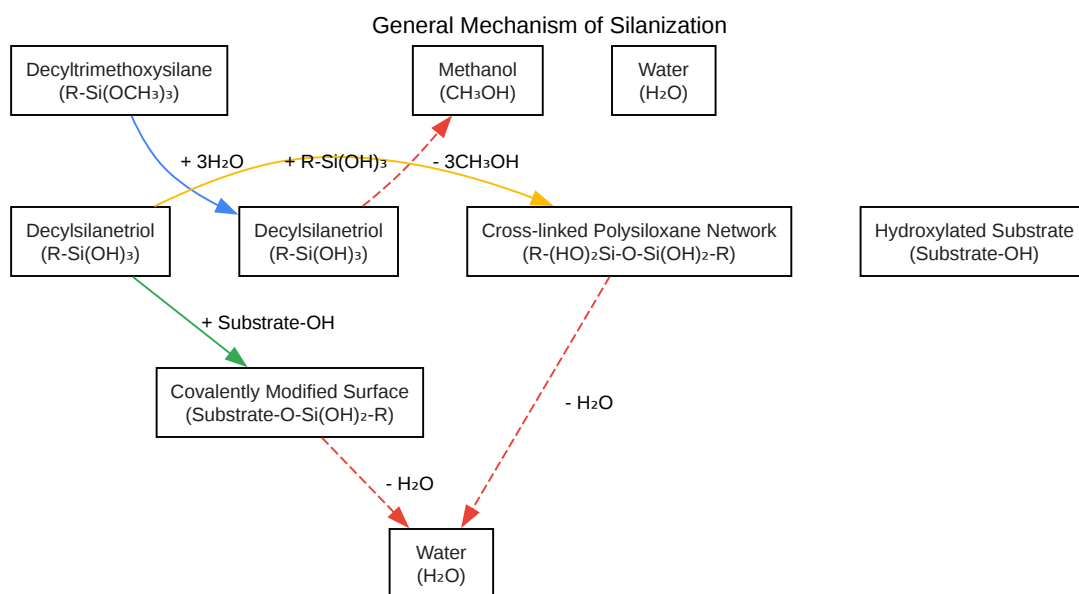 General Mechanism of Silanization
Decyltrimethoxysilane
(R-Si(OCH₃)₃)
Methanol
(CH₃OH)
Water
(H₂O)
+ 3H₂O
+ R-Si(OH)₃
- 3CH₃OH
Decylsilanetriol
(R-Si(OH)₃)
Decylsilanetriol
(R-Si(OH)₃)
Cross-linked Polysiloxane Network
(R-(HO)₂Si-O-Si(OH)₂-R)
Hydroxylated Substrate
(Substrate-OH)
+ Substrate-OH
Covalently Modified Surface
(Substrate-O-Si(OH)₂-R)
- H₂O
- H₂O
Water
(H₂O)